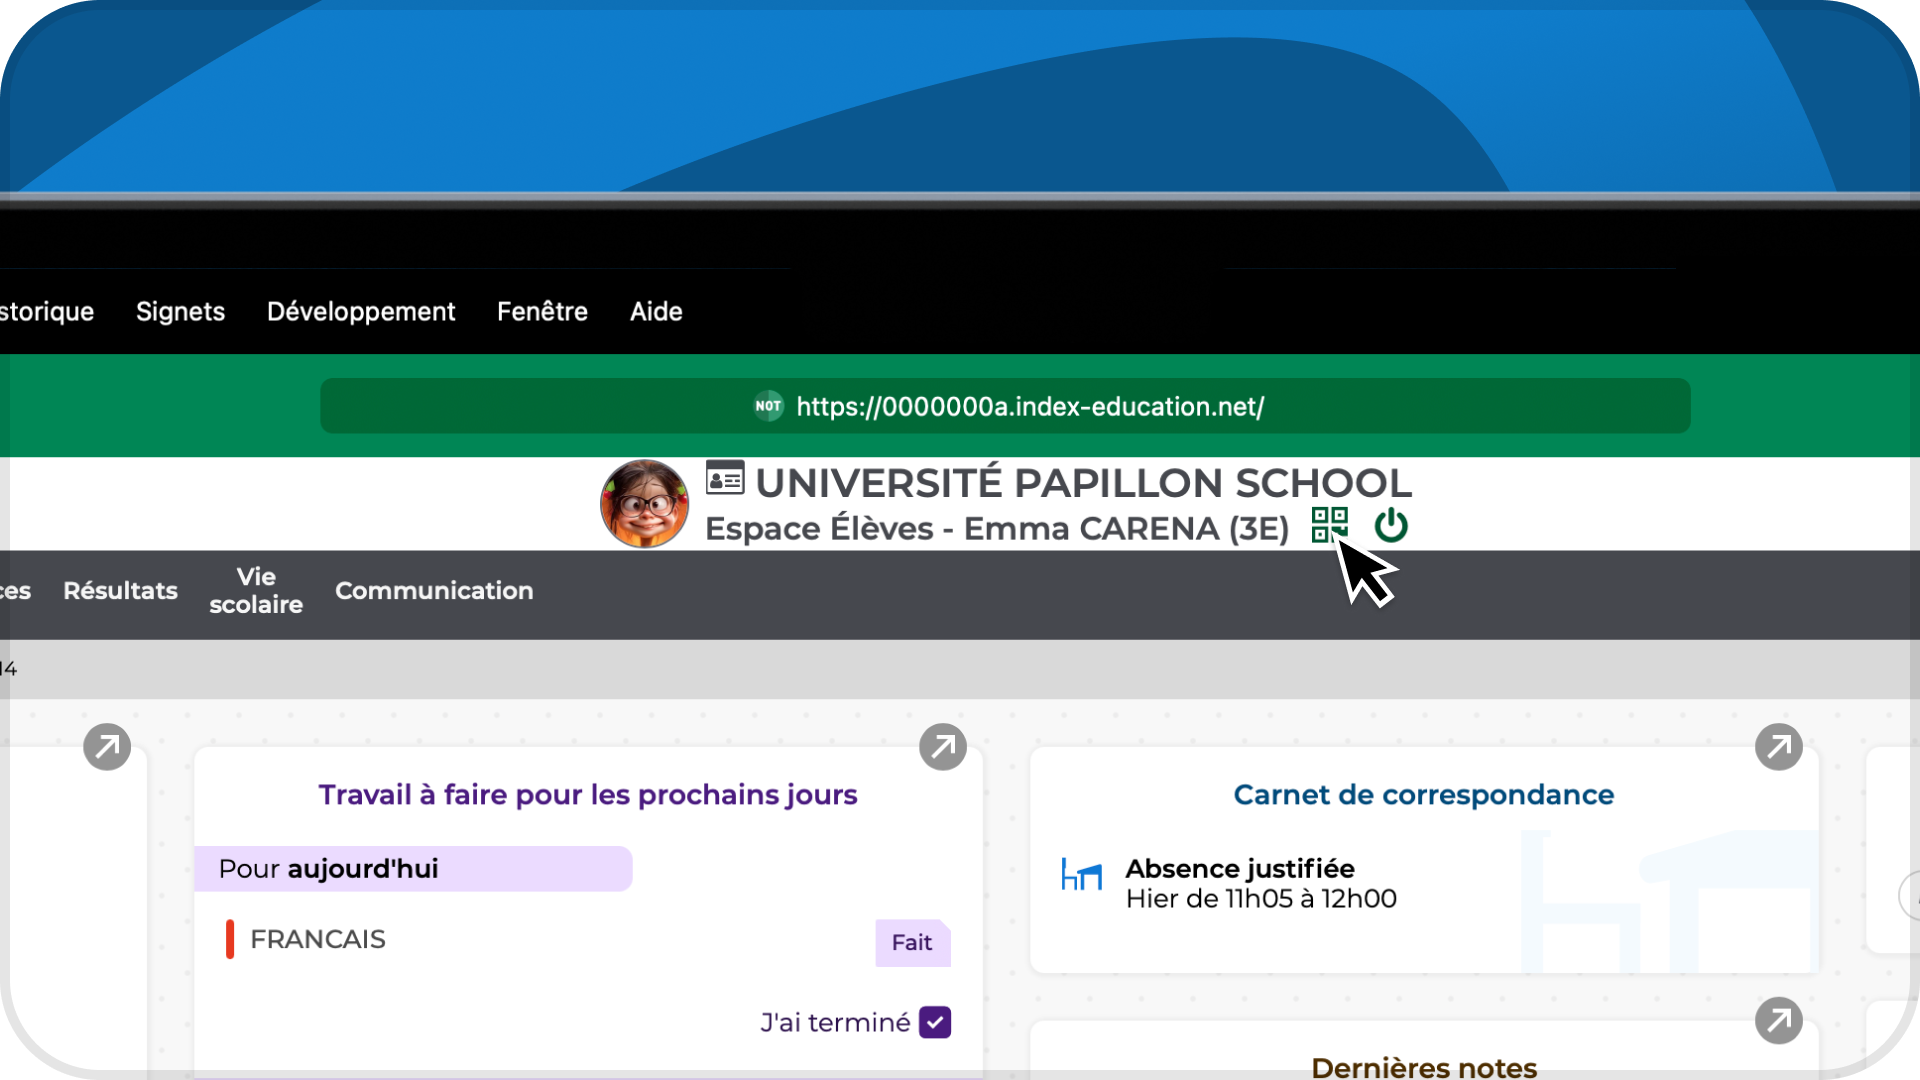 storique Signets Développement Fenêtre Aide
NOT https://0000000a.index-education.net/
UNIVERSITÉ PAPILLON SCHOOL
Espace Élèves - Emma CARENA (3E)
ces Résultats Vie scolaire Communication
14
Travail à faire pour les prochains jours
Pour aujourd'hui
FRANCAIS
Fait
J'ai terminé
Carnet de correspondance
Absence justifiée
Hier de 11h05 à 12h00
Dernières notes